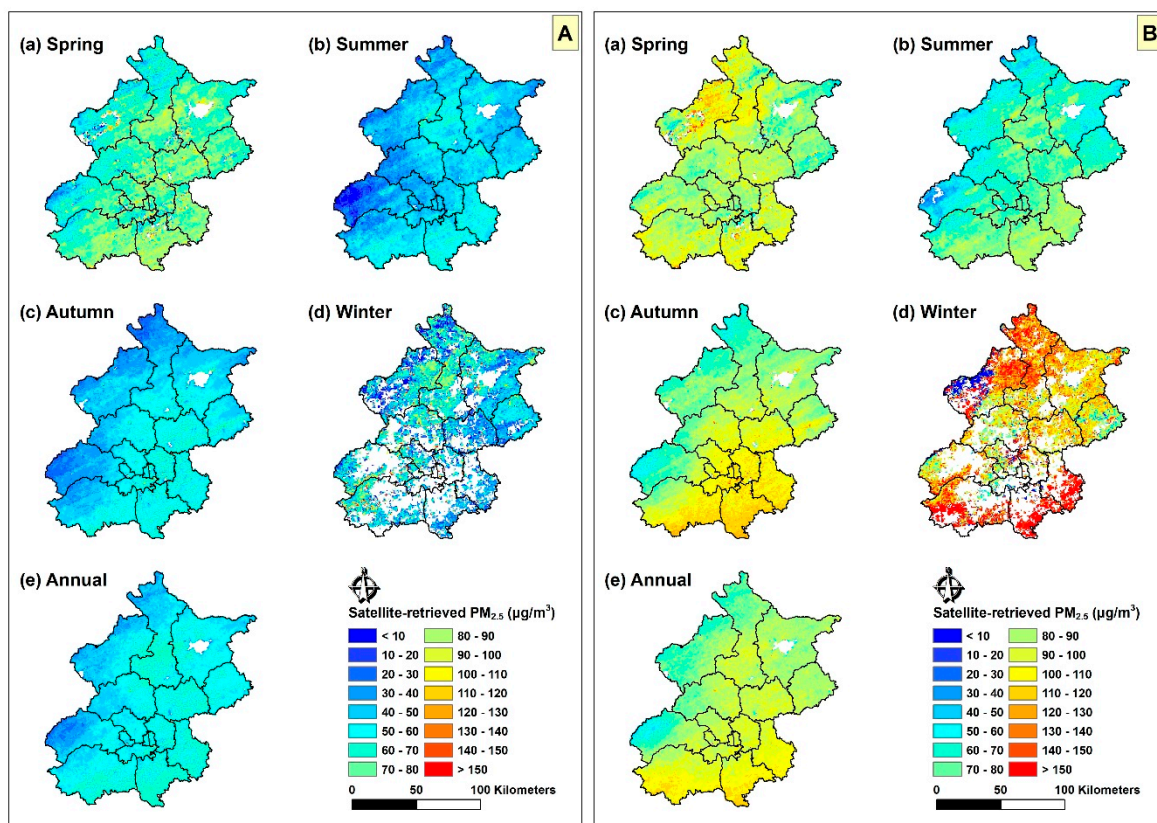 A
(a) Spring
(b) Summer
(c) Autumn
(d) Winter
(e) Annual
Satellite-retrieved PM2.5 (µg/m³)
< 10
10 - 20
20 - 30
30 - 40
40 - 50
50 - 60
60 - 70
70 - 80
80 - 90
90 - 100
100 - 110
110 - 120
120 - 130
130 - 140
140 - 150
> 150
0 50 100 Kilometers
B
(a) Spring
(b) Summer
(c) Autumn
(d) Winter
(e) Annual
Satellite-retrieved PM2.5 (µg/m³)
< 10
10 - 20
20 - 30
30 - 40
40 - 50
50 - 60
60 - 70
70 - 80
80 - 90
90 - 100
100 - 110
110 - 120
120 - 130
130 - 140
140 - 150
> 150
0 50 100 Kilometers